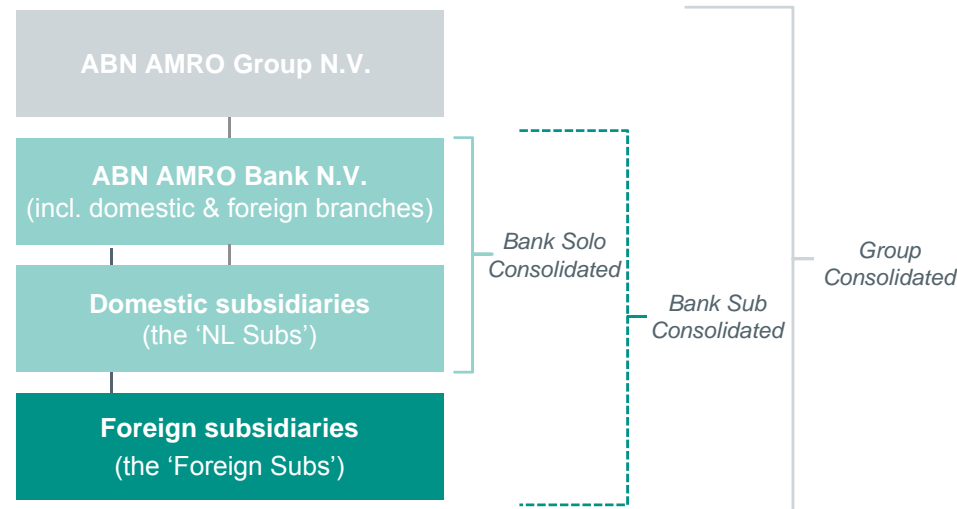 ABN AMRO Group N.V.
ABN AMRO Bank N.V.
(incl. domestic & foreign branches)
Domestic subsidiaries
(the ‘NL Subs’)
Foreign subsidiaries
(the ‘Foreign Subs’)
Bank Solo
Consolidated
Bank Sub
Consolidated
Group
Consolidated